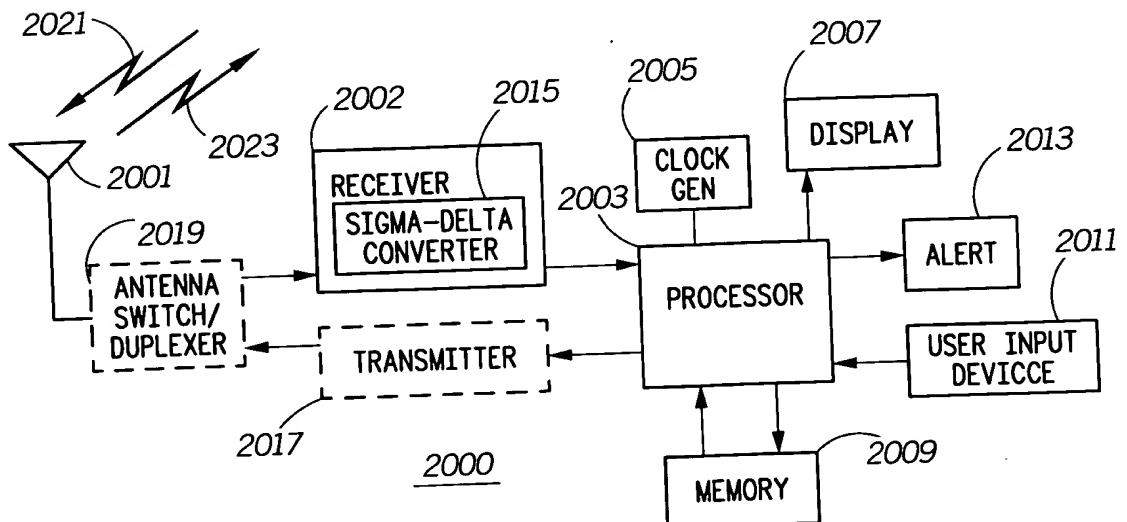 2021
2023
2001
2002
2015
2005
2007
DISPLAY
2013
CLOCK
GEN
RECEIVER
SIGMA-DELTA
CONVERTER
2003
2019
ALERT
2011
ANTENNA
SWITCH/
DUPLEXER
PROCESSOR
TRANSMITTER
USER INPUT
DEVICCE
2017
2000
2009
MEMORY